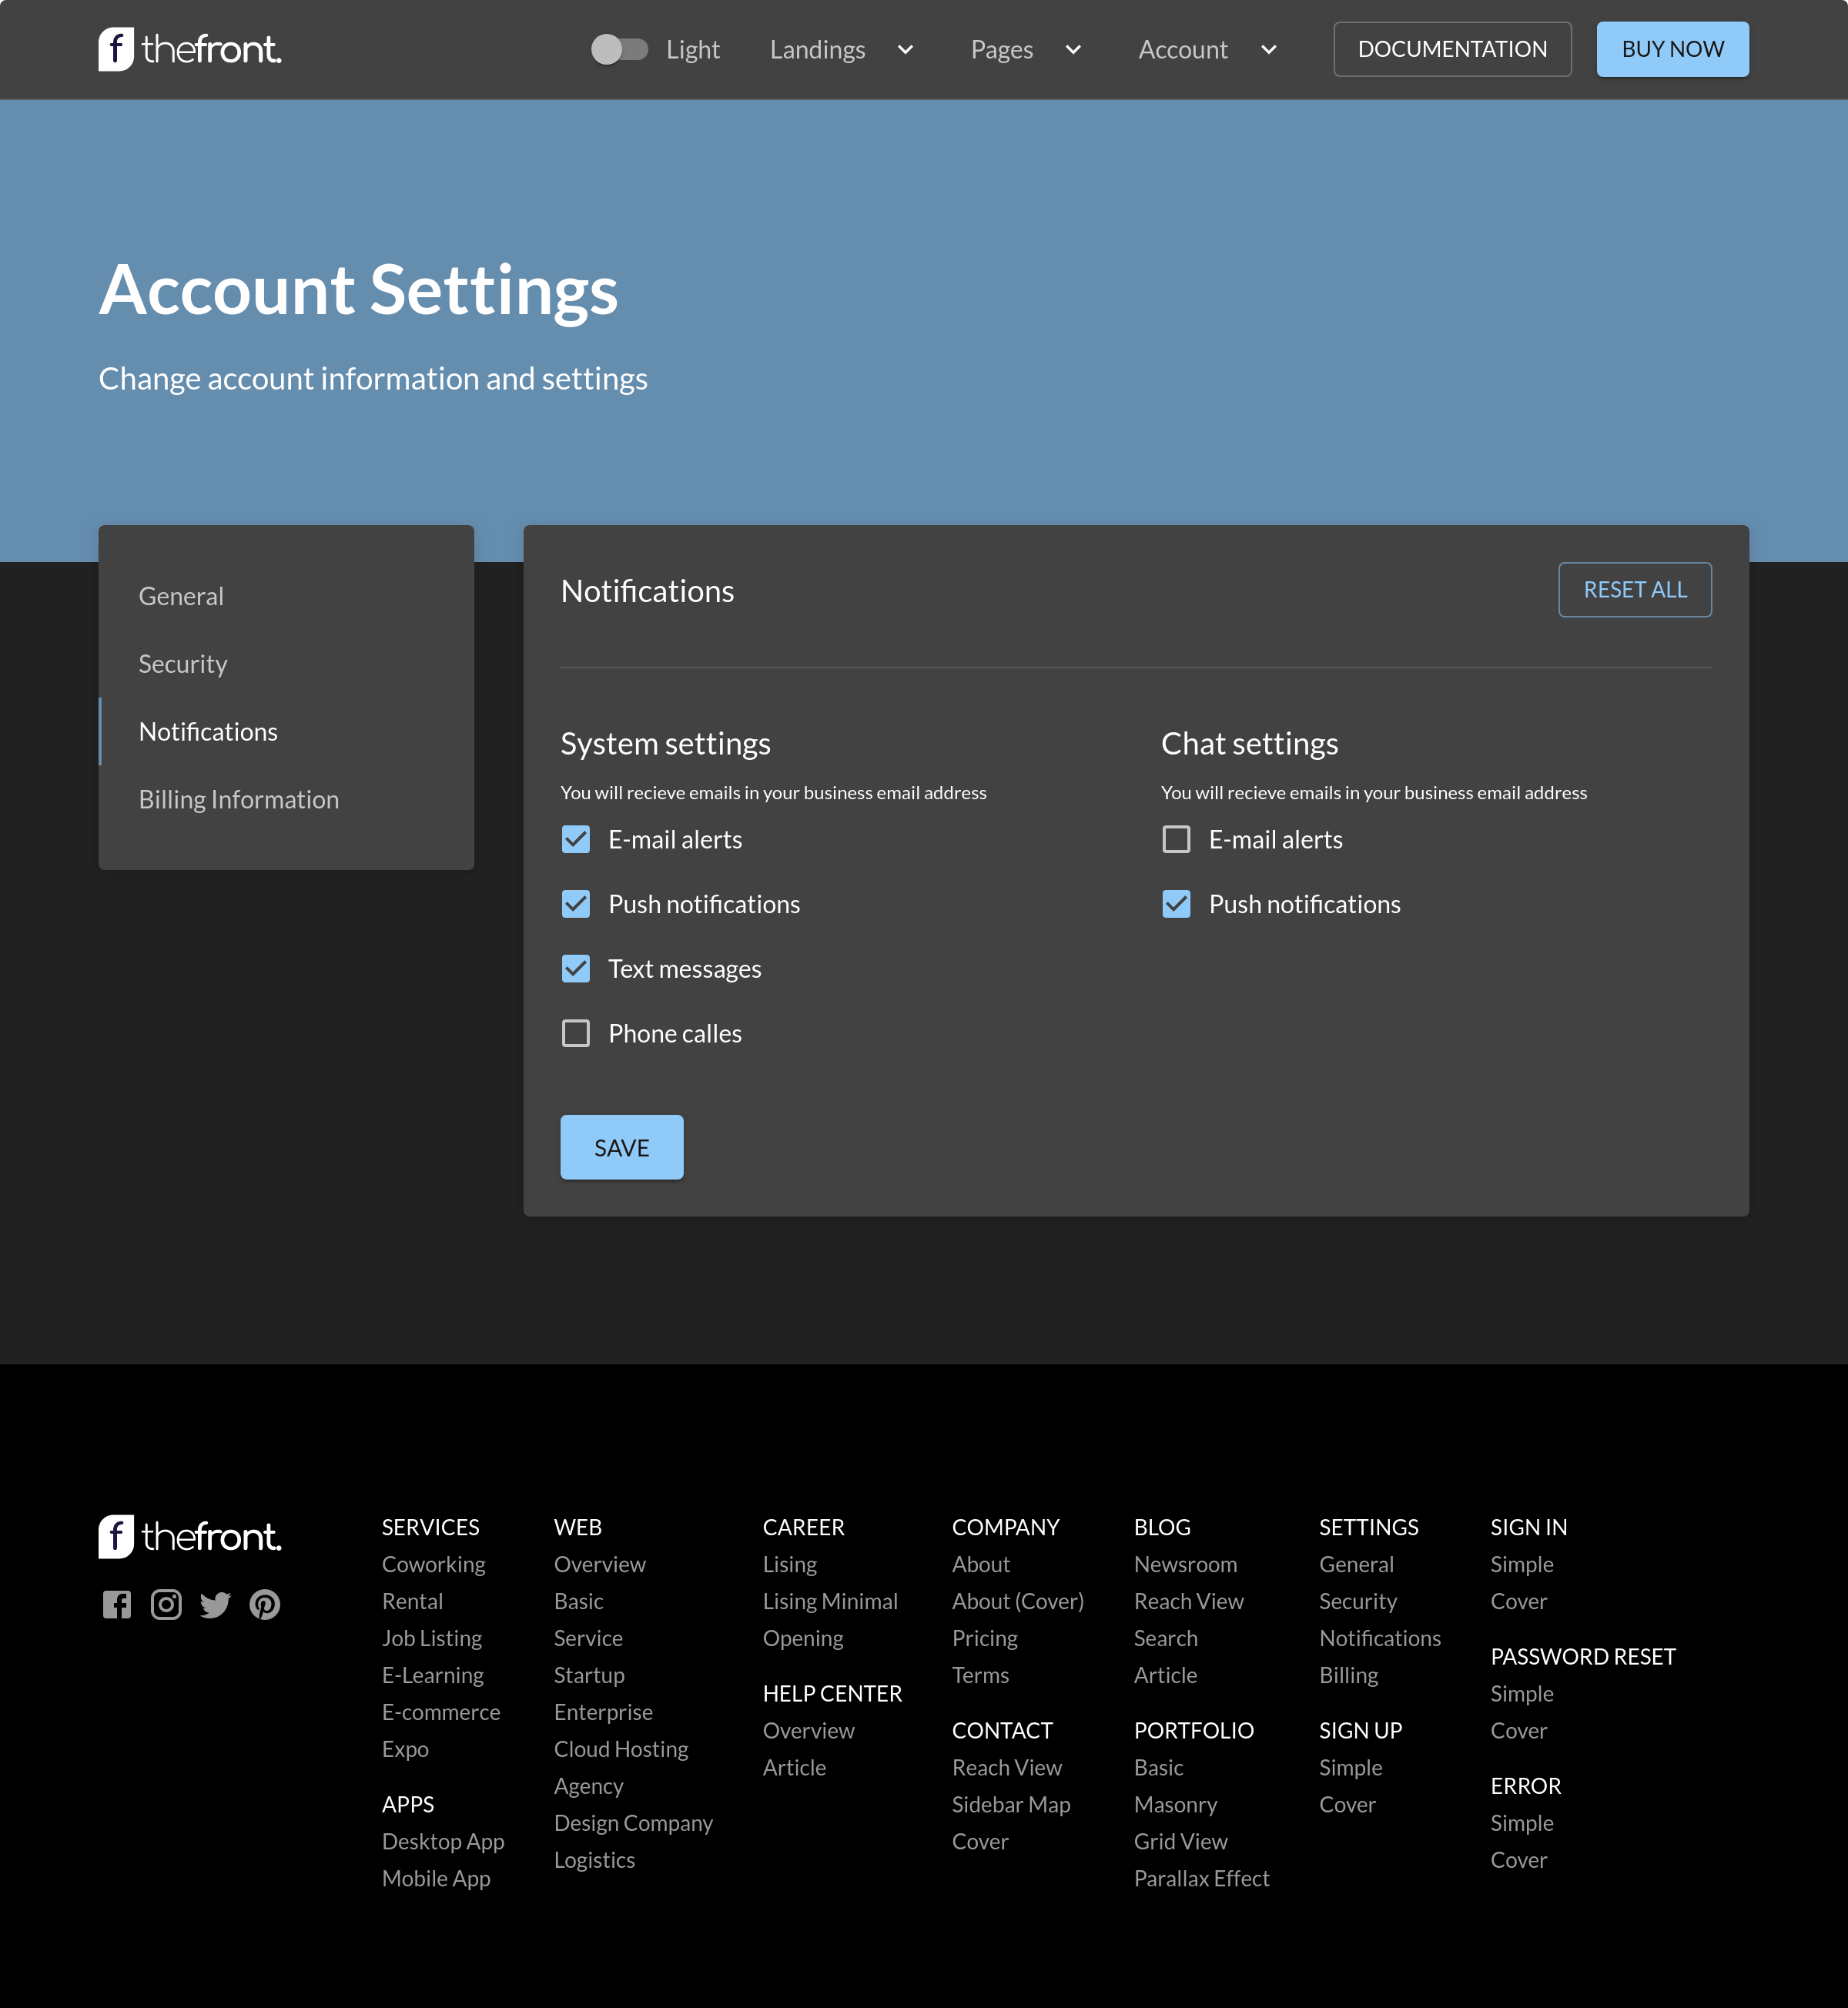 thefront.
Light
Landings
Pages
Account
DOCUMENTATION
BUY NOW
Account Settings
Change account information and settings
General
Security
Notifications
Billing Information
Notifications
RESET ALL
System settings
You will recieve emails in your business email address
E-mail alerts
Push notifications
Text messages
Phone calles
Chat settings
You will recieve emails in your business email address
E-mail alerts
Push notifications
SAVE
thefront.
SERVICES
Coworking
Rental
Job Listing
E-Learning
E-commerce
Expo
APPS
Desktop App
Mobile App
WEB
Overview
Basic
Service
Startup
Enterprise
Cloud Hosting
Agency
Design Company
Logistics
CAREER
Lising
Lising Minimal
Opening
HELP CENTER
Overview
Article
COMPANY
About
About (Cover)
Pricing
Terms
CONTACT
Reach View
Sidebar Map
Cover
BLOG
Newsroom
Reach View
Search
Article
PORTFOLIO
Basic
Masonry
Grid View
Parallax Effect
SETTINGS
General
Security
Notifications
Billing
SIGN UP
Simple
Cover
SIGN IN
Simple
Cover
PASSWORD RESET
Simple
Cover
ERROR
Simple
Cover